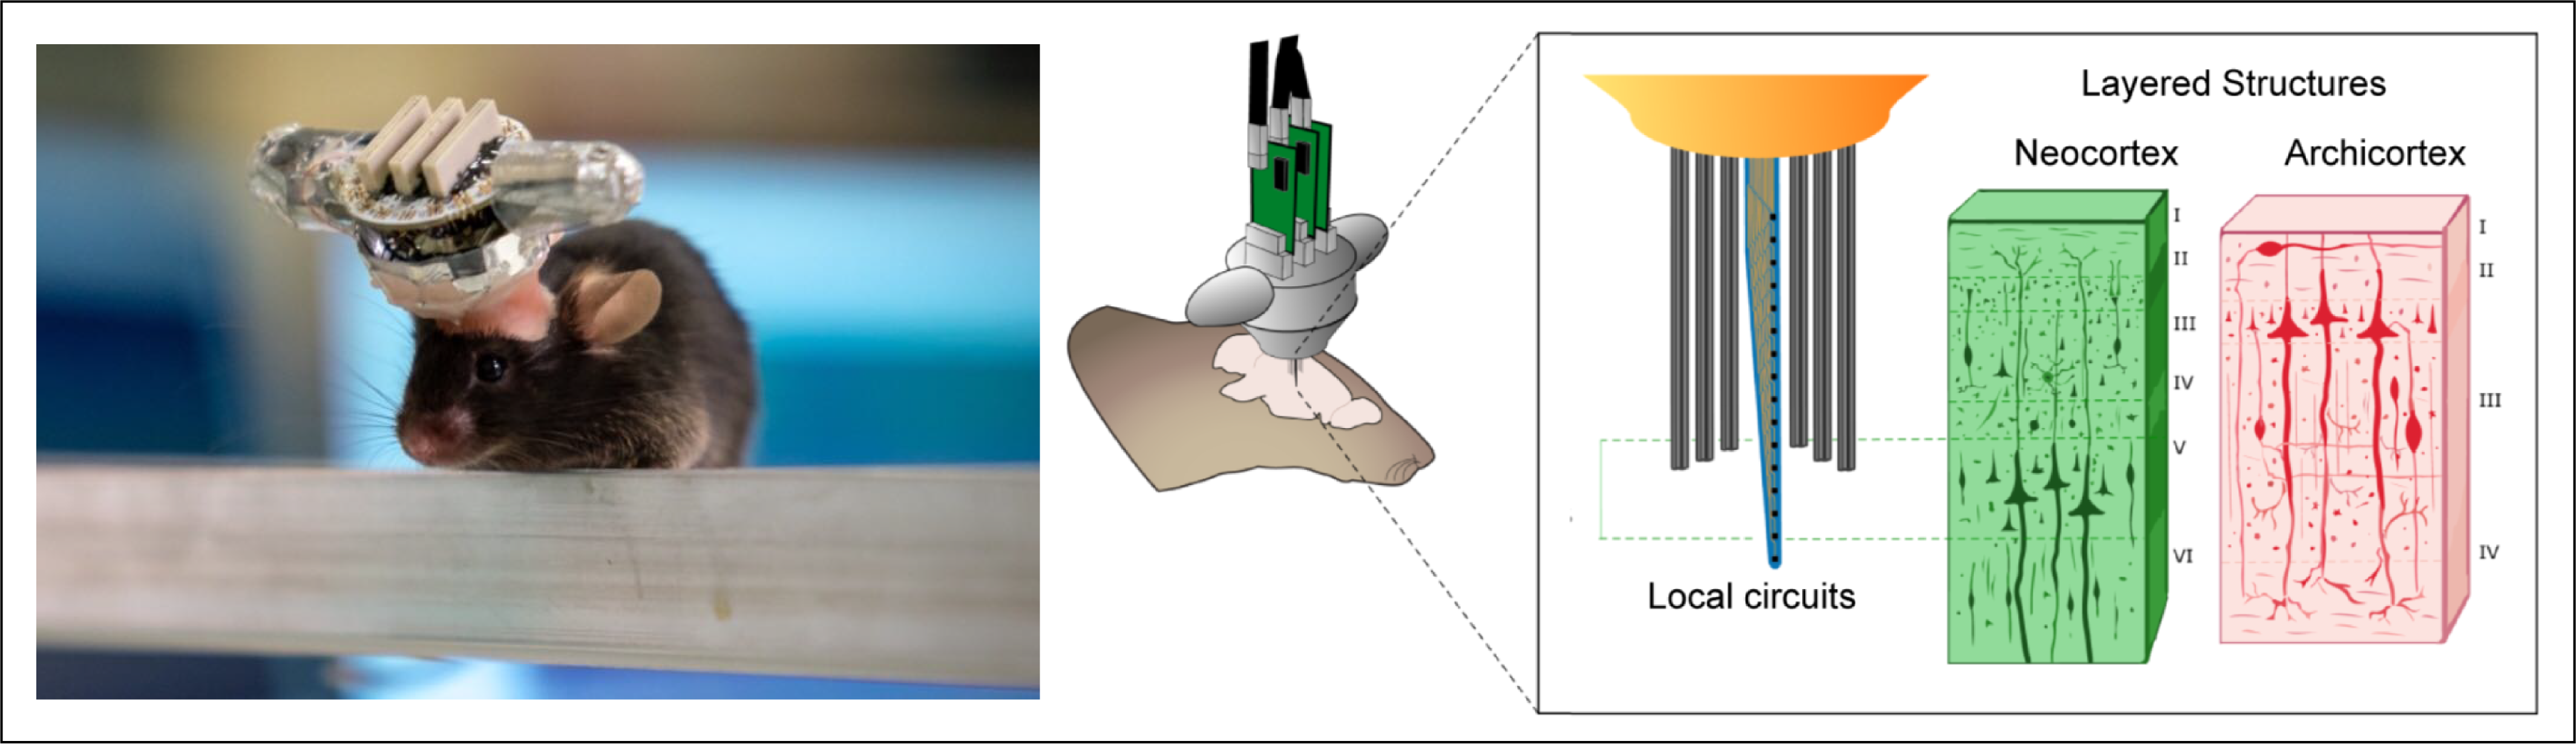 Layered Structures
Neocortex
Archicortex
I
II
III
IV
V
VI
I
II
III
IV
Local circuits